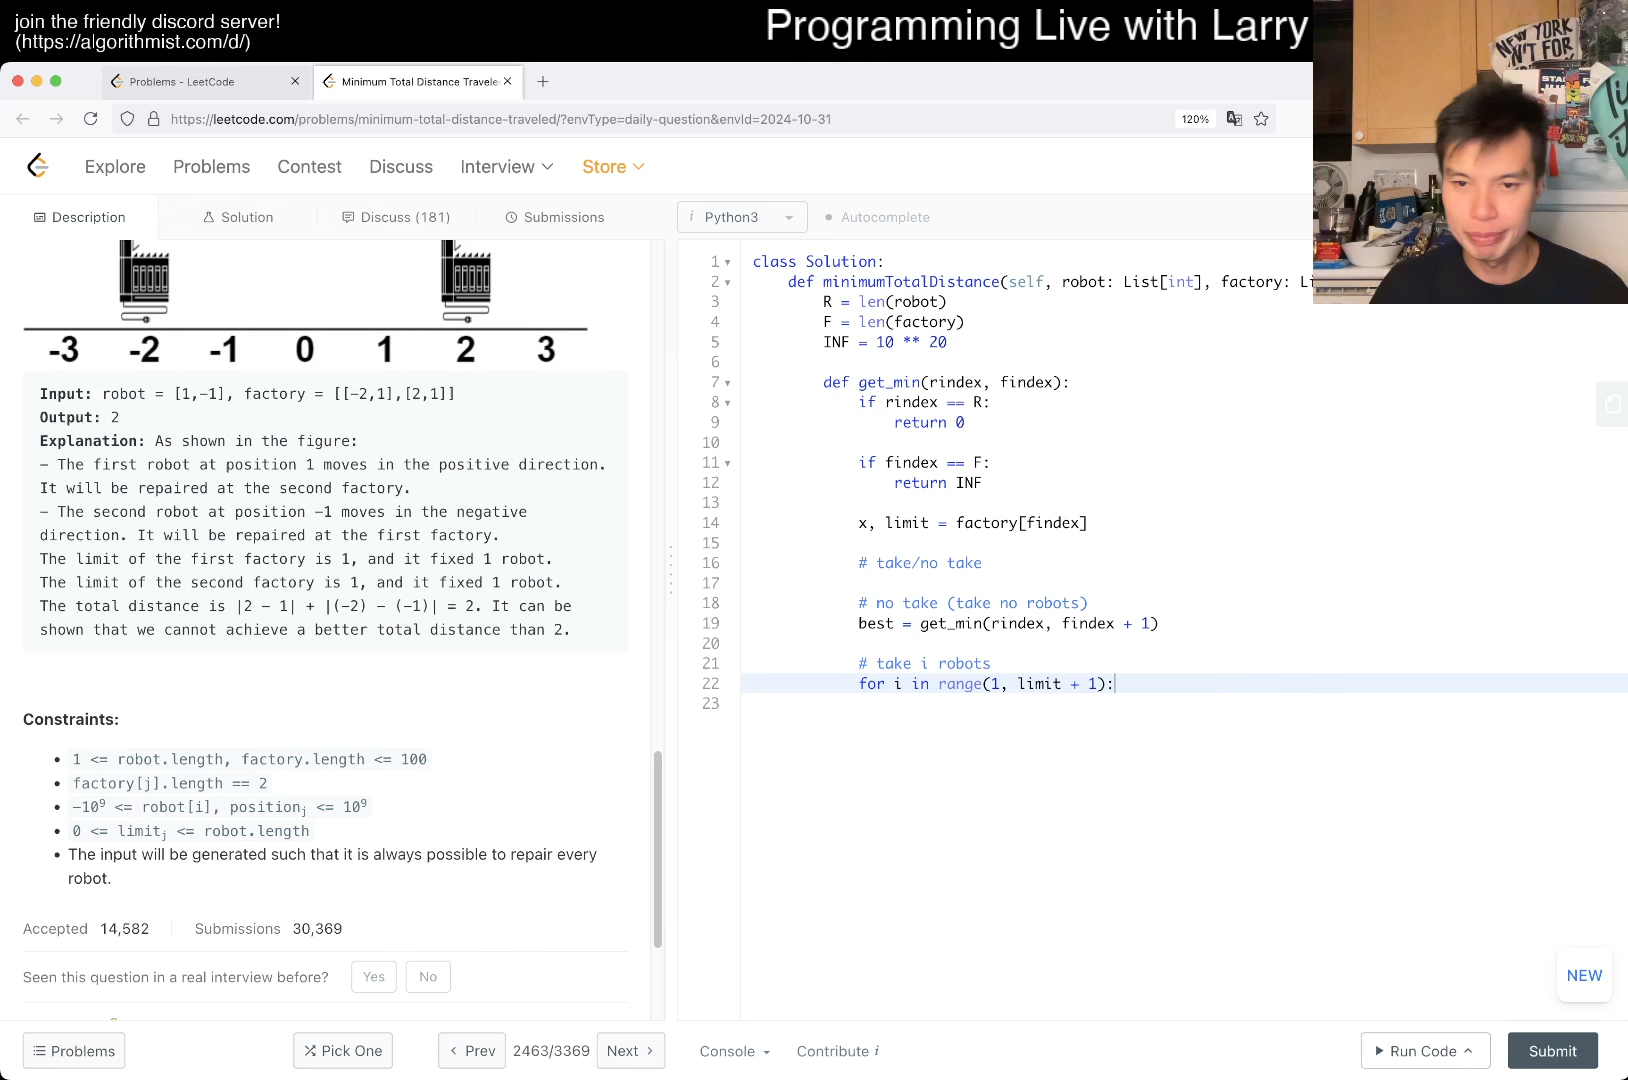 join the friendly discord server!
(https://algorithmist.com/d/)
Programming Live with Larry
NEW YORK
Problems - LeetCode
Minimum Total Distance Travele
https://leetcode.com/problems/minimum-total-distance-traveled/?envType=daily-question&envId=2024-10-31
120%
Explore Problems Contest Discuss Interview Store
Description Solution Discuss (181) Submissions
i Python3 Autocomplete
-3 -2 -1 0 1 2 3
Input: robot = [1,-1], factory = [[-2,1],[2,1]]
Output: 2
Explanation: As shown in the figure:
- The first robot at position 1 moves in the positive direction.
It will be repaired at the second factory.
- The second robot at position -1 moves in the negative
direction. It will be repaired at the first factory.
The limit of the first factory is 1, and it fixed 1 robot.
The limit of the second factory is 1, and it fixed 1 robot.
The total distance is |2 - 1| + |(-2) - (-1)| = 2. It can be
shown that we cannot achieve a better total distance than 2.
Constraints:
• 1 <= robot.length, factory.length <= 100
• factory[j].length == 2
• -10⁹ <= robot[i], positionⱼ <= 10⁹
• 0 <= limitⱼ <= robot.length
• The input will be generated such that it is always possible to repair every
robot.
Accepted 14,582 Submissions 30,369
Seen this question in a real interview before? Yes No
1 class Solution:
2 def minimumTotalDistance(self, robot: List[int], factory: Li
3 R = len(robot)
4 F = len(factory)
5 INF = 10 ** 20
6
7 def get_min(rindex, findex):
8 if rindex == R:
9 return 0
10
11 if findex == F:
12 return INF
13
14 x, limit = factory[findex]
15
16 # take/no take
17
18 # no take (take no robots)
19 best = get_min(rindex, findex + 1)
20
21 # take i robots
22 for i in range(1, limit + 1):
23
NEW
Problems Pick One Prev 2463/3369 Next Console Contribute i Run Code Submit